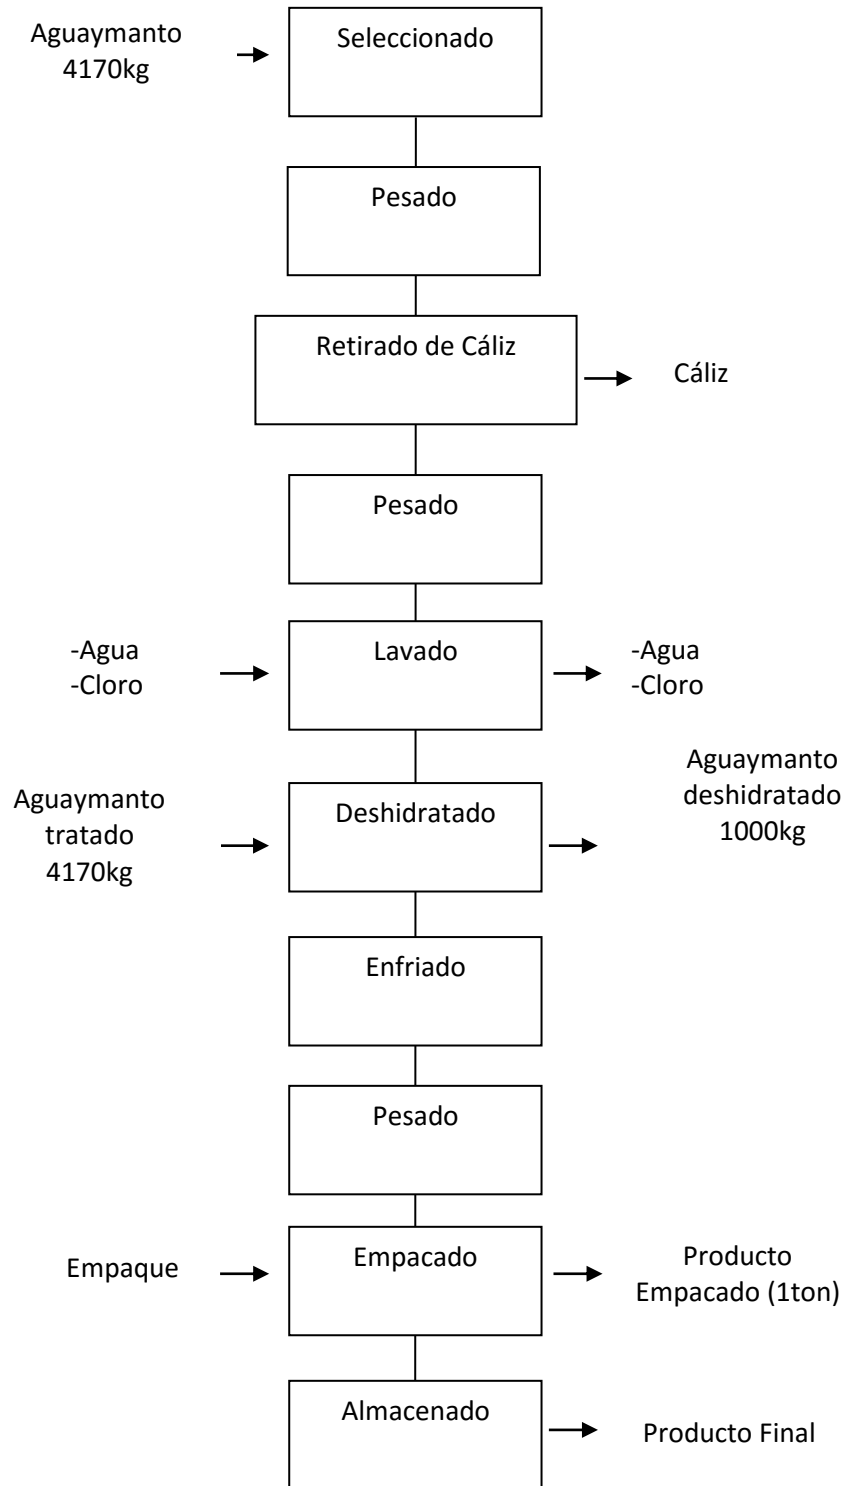 Aguaymanto
4170kg
Seleccionado
Pesado
Retirado de Cáliz
Cáliz
Pesado
-Agua
-Cloro
Lavado
-Agua
-Cloro
Aguaymanto
tratado
4170kg
Deshidratado
Aguaymanto
deshidratado
1000kg
Enfriado
Pesado
Empaque
Empacado
Producto
Empacado (1ton)
Almacenado
Producto Final